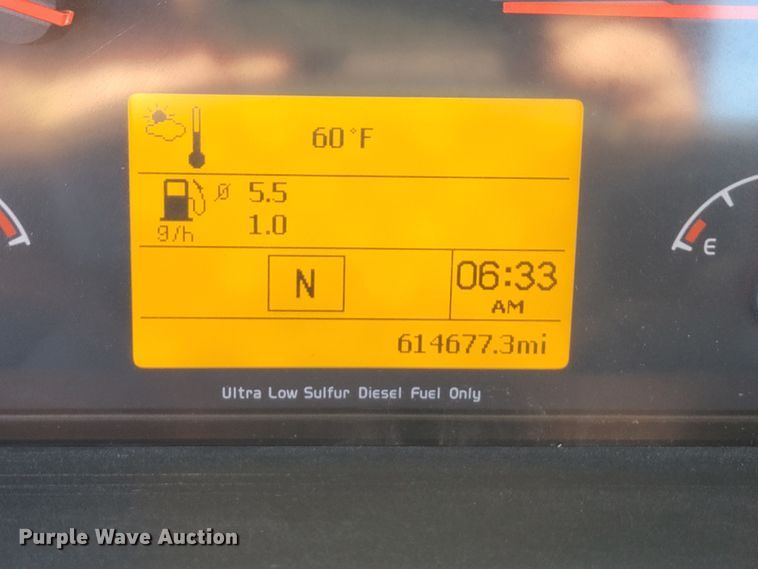 60°F
Ø 5.5
g/h 1.0
N
06:33
AM
614677.3mi
E
Ultra Low Sulfur Diesel Fuel Only
Purple Wave Auction